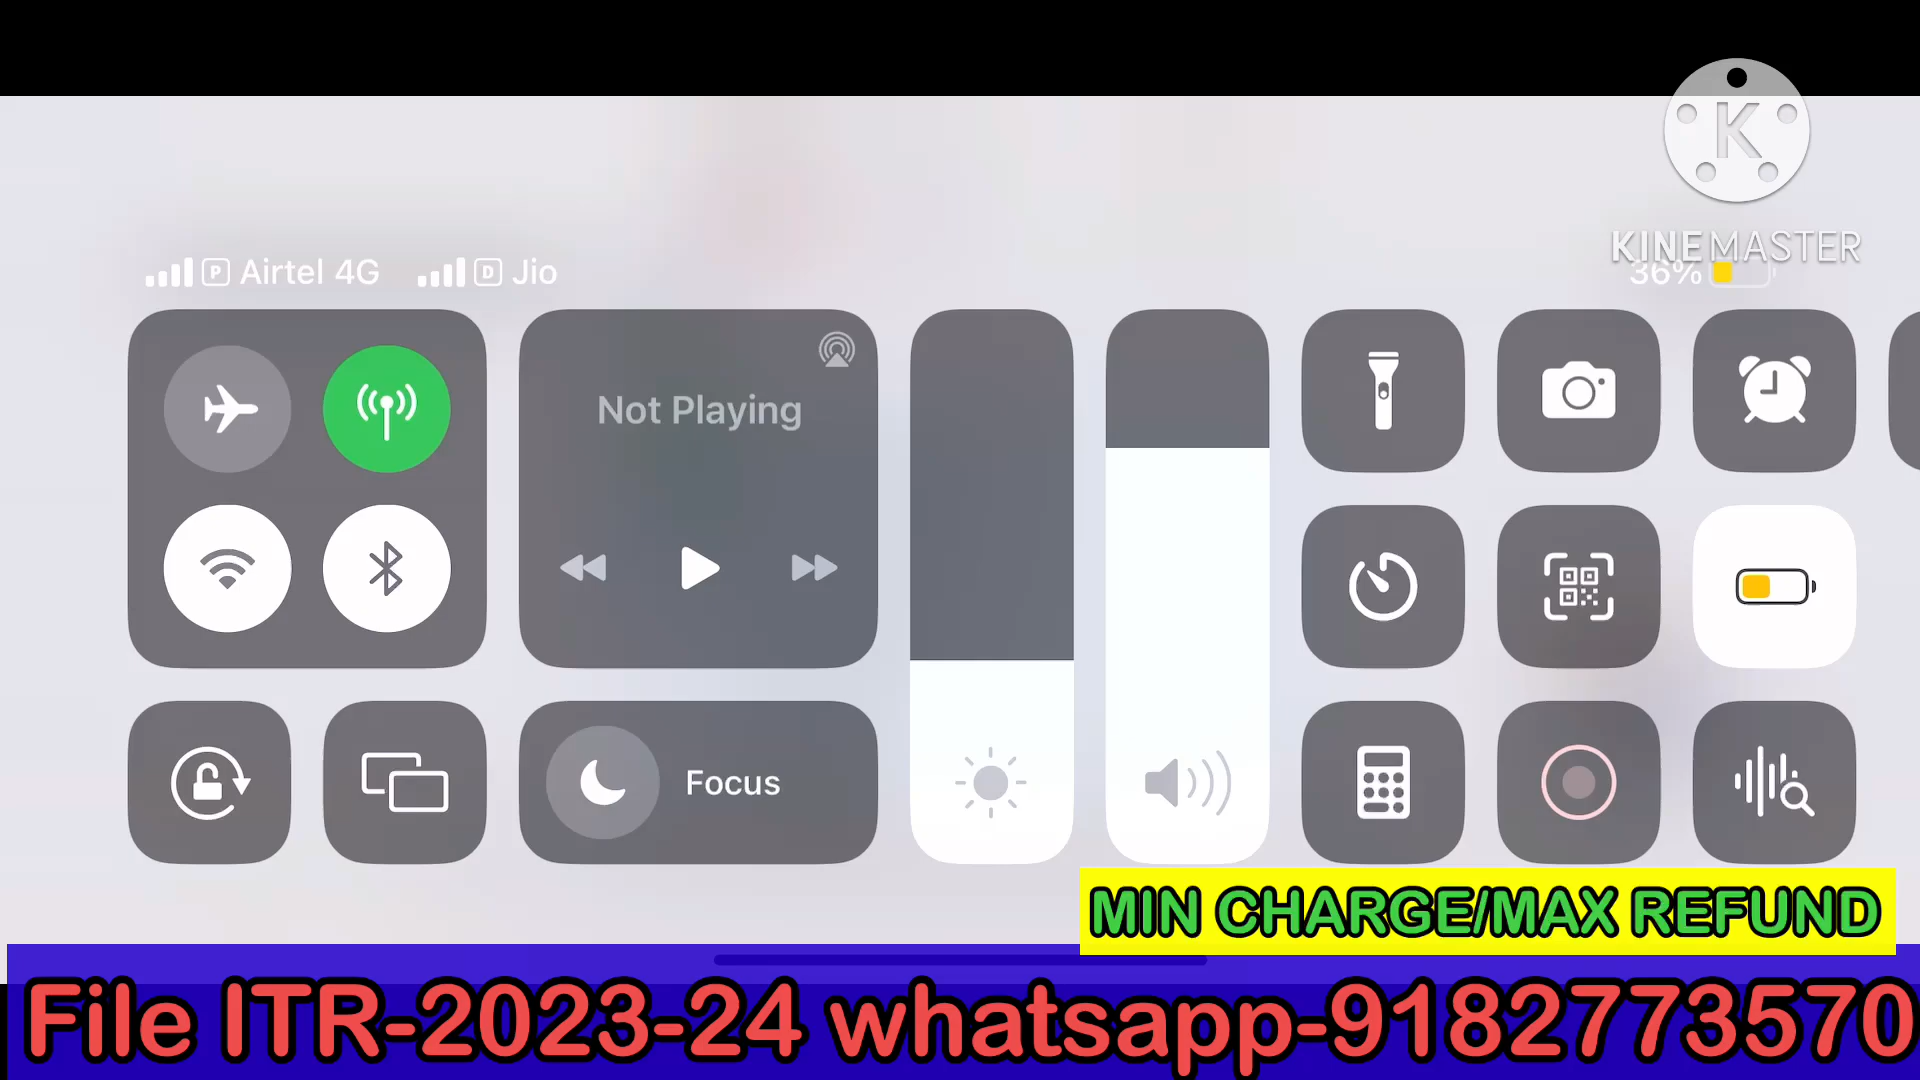 K
KINEMASTER
P Airtel 4G D Jio 36%
Not Playing
Focus
MIN CHARGE/MAX REFUND
File ITR-2023-24 whatsapp-9182773570